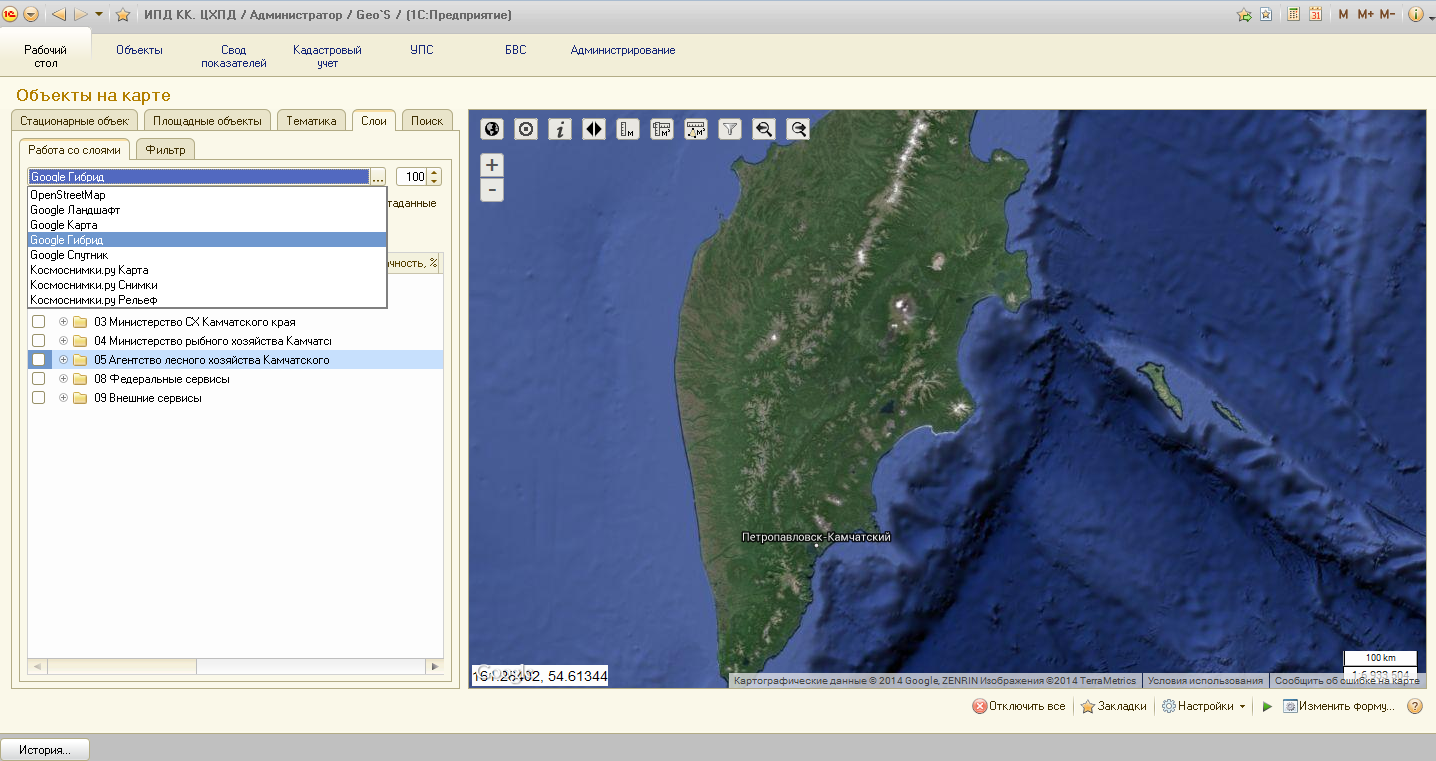 ИПД КК. ЦХПД / Администратор / Geo`S / (1С:Предприятие)
M M+ M-
Рабочий стол
Объекты
Свод показателей
Кадастровый учет
УПС
БВС
Администрирование
Объекты на карте
Стационарные объек
Площадные объекты
Тематика
Слои
Поиск
Работа со слоями
Фильтр
Google Гибрид
...
100
OpenStreetMap
Google Ландшафт
Google Карта
Google Гибрид
Google Спутник
Космоснимки.ру Карта
Космоснимки.ру Снимки
Космоснимки.ру Рельеф
таданные
чность, %
03 Министерство СХ Камчатского края
04 Министерство рыбного хозяйства Камчатс
05 Агентство лесного хозяйства Камчатского
08 Федеральные сервисы
09 Внешние сервисы
+
-
Петропавловск-Камчатский
Google
54.61344
100 km
Картографические данные © 2014 Google, ZENRIN Изображения ©2014 TerraMetrics
Условия использования
Сообщить об ошибке на карте
Отключить все
Закладки
Настройки
Изменить форму...
История...